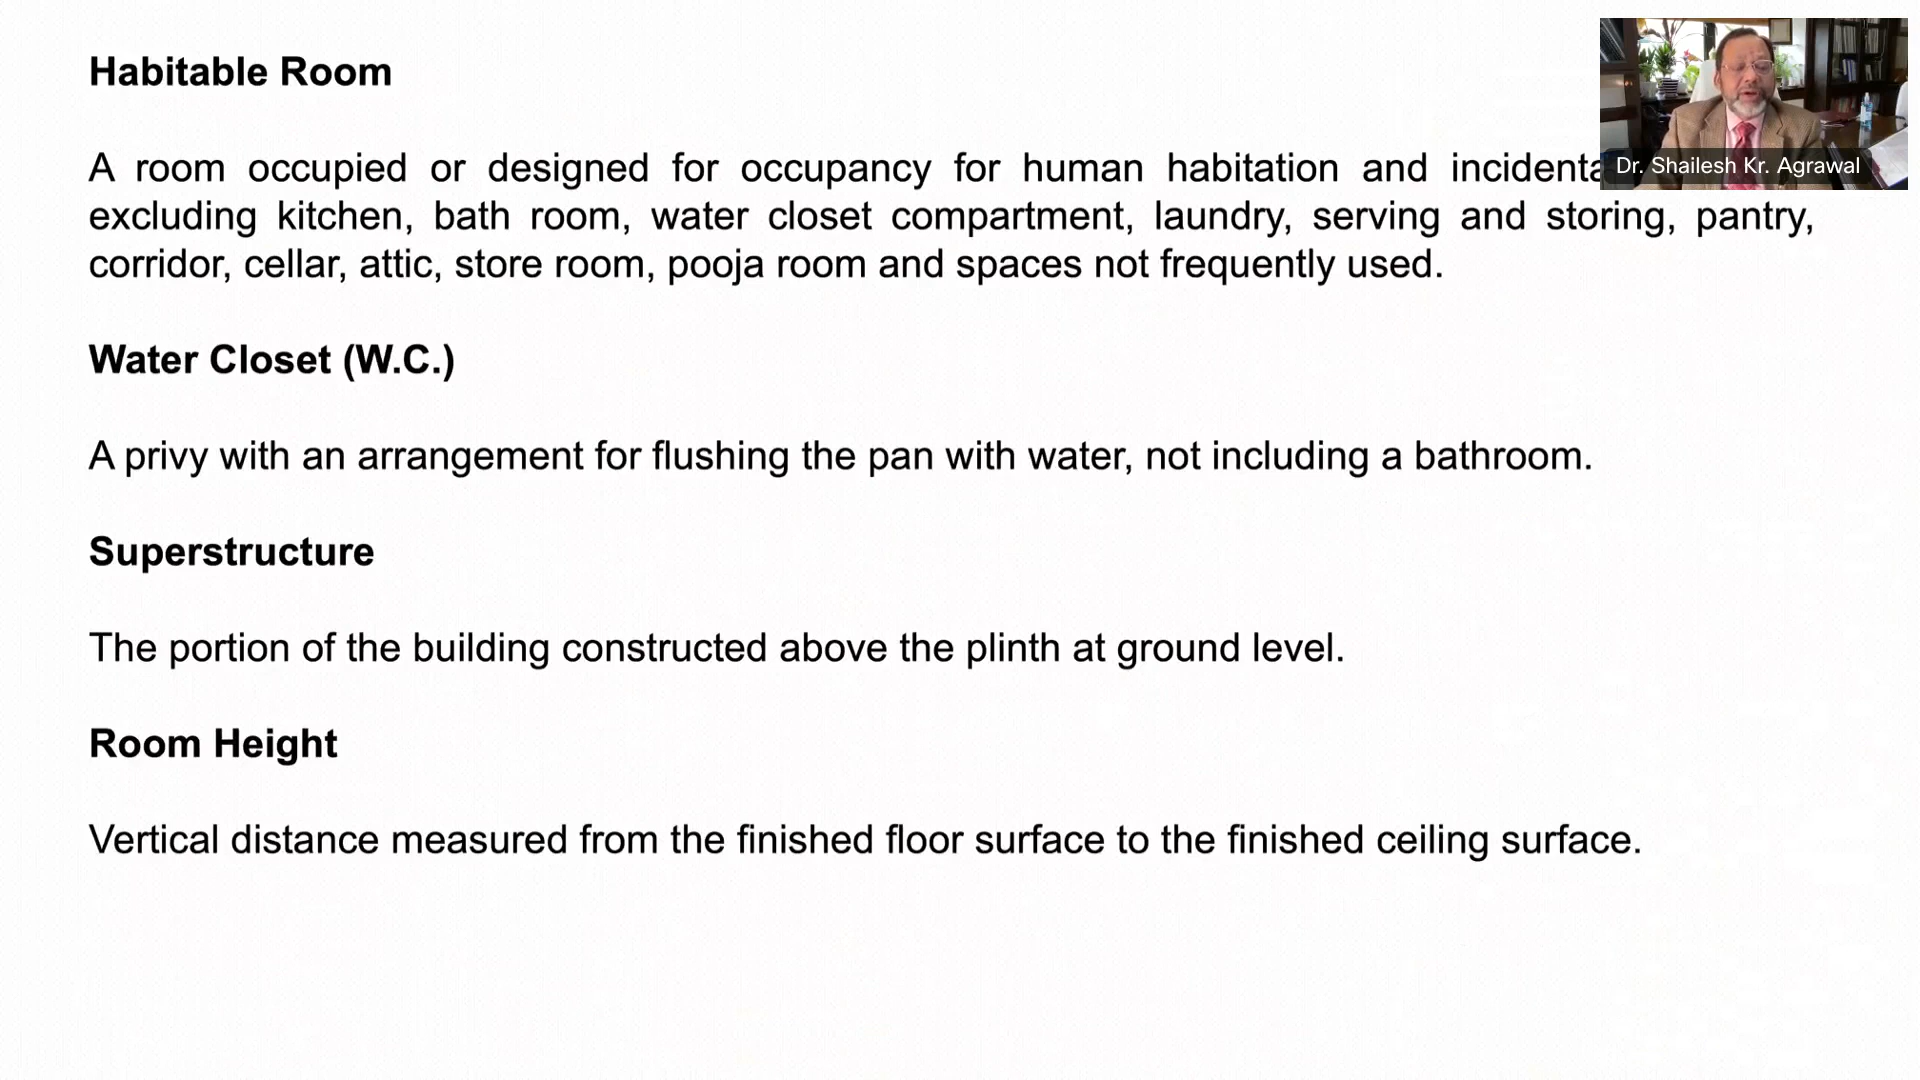 Habitable Room
A room occupied or designed for occupancy for human habitation and
excluding kitchen, bath room, water closet compartment, laundry, serving and storing, pantry,
corridor, cellar, attic, store room, pooja room and spaces not frequently used.
Water Closet (W.C.)
A privy with an arrangement for flushing the pan with water, not including a bathroom.
Superstructure
The portion of the building constructed above the plinth at ground level.
Room Height
Vertical distance measured from the finished floor surface to the finished ceiling surface.
Dr. Shailesh Kr. Agrawal